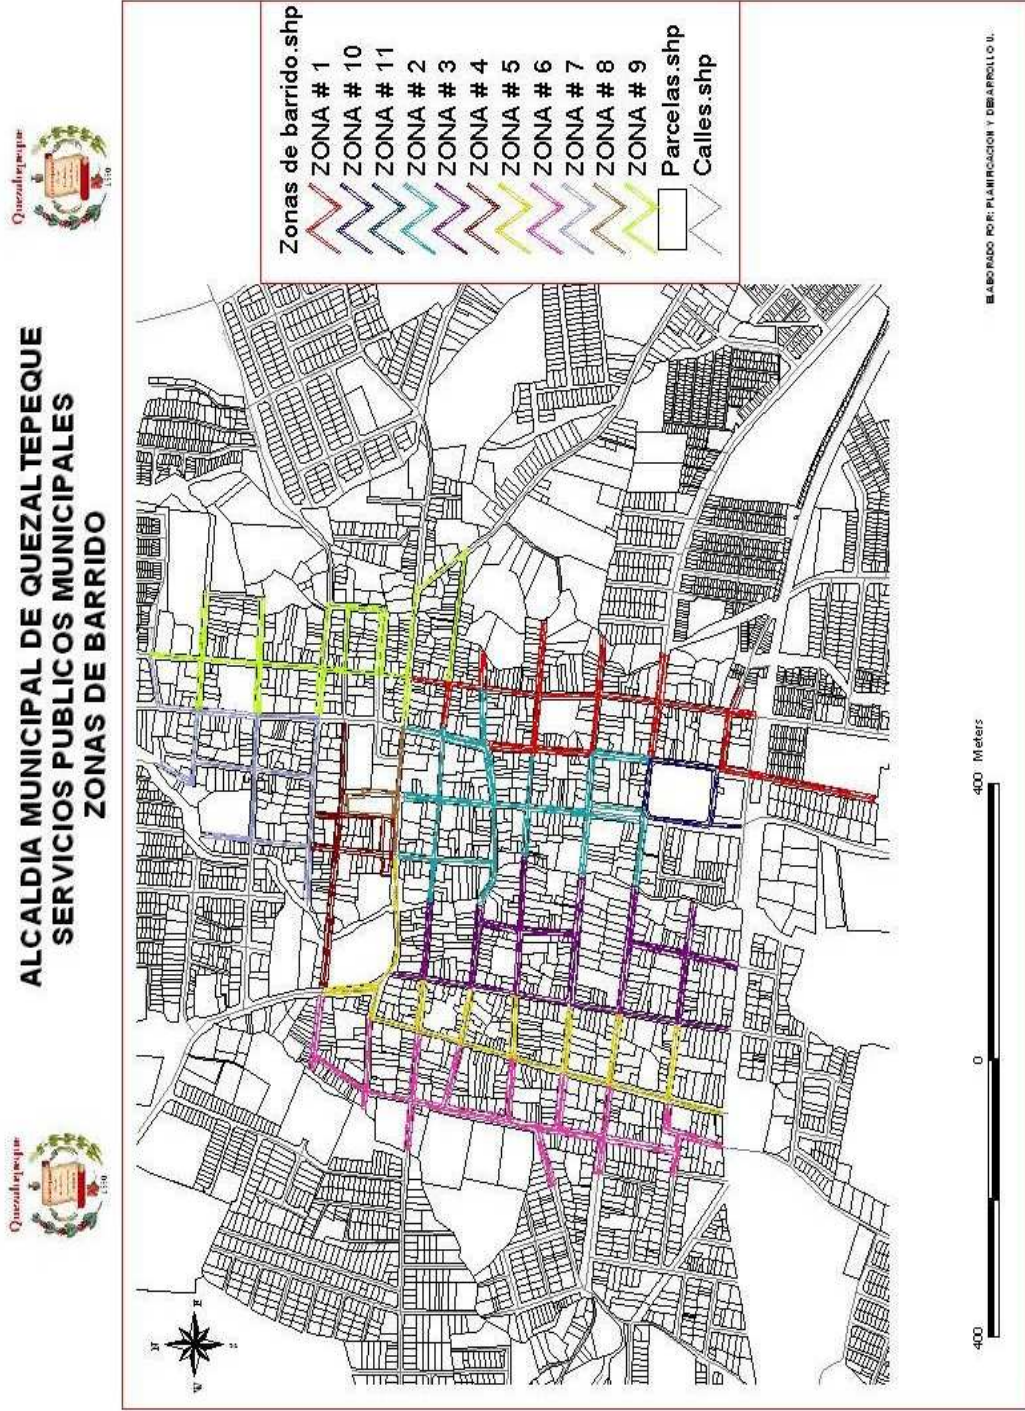 Quezaltepeque
Quezaltepeque
ALCALDIA MUNICIPAL DE QUEZALTEPEQUE
SERVICIOS PUBLICOS MUNICIPALES
ZONAS DE BARRIDO
Zonas de barrido.shp
ZONA # 1
ZONA # 10
ZONA # 11
ZONA # 2
ZONA # 3
ZONA # 4
ZONA # 5
ZONA # 6
ZONA # 7
ZONA # 8
ZONA # 9
Parcelas.shp
Calles.shp
N
W
E
S
400 0 400 Meters
ELABORADO POR: PLANIFICACION Y DESARROLLO U.